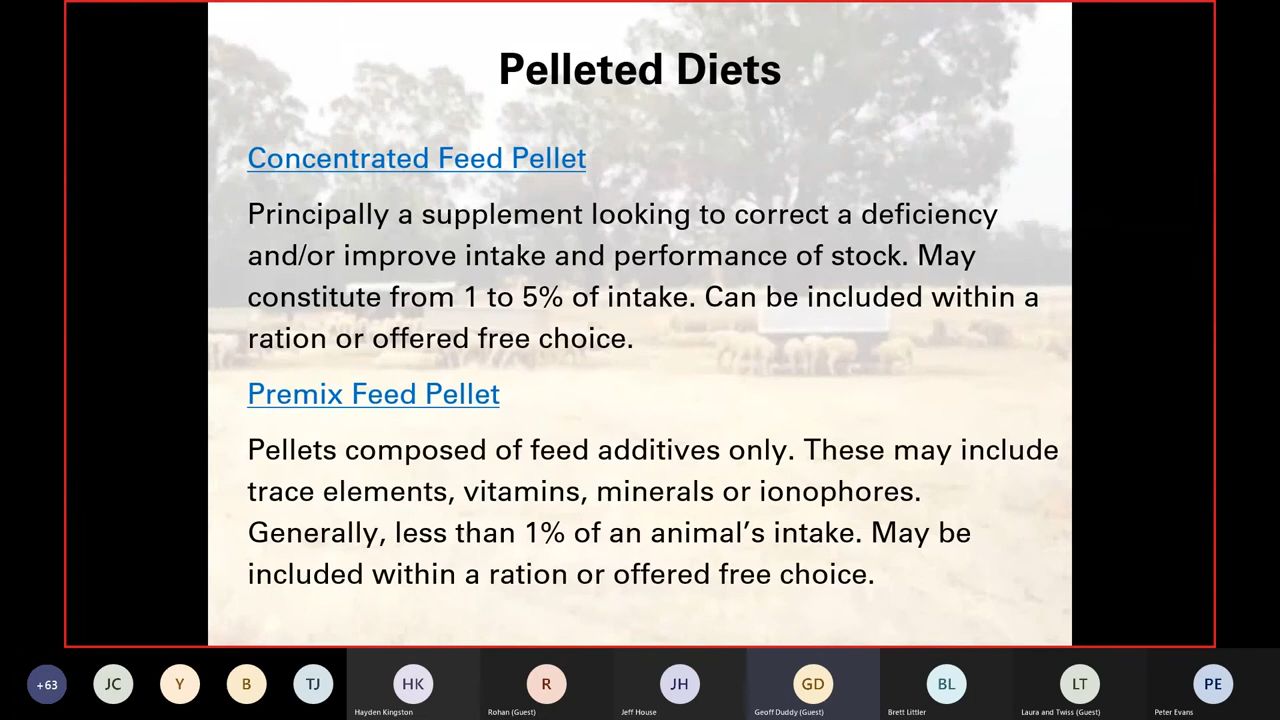 Pelleted Diets
Concentrated Feed Pellet
Principally a supplement looking to correct a deficiency
and/or improve intake and performance of stock. May
constitute from 1 to 5% of intake. Can be included within a
ration or offered free choice.
Premix Feed Pellet
Pellets composed of feed additives only. These may include
trace elements, vitamins, minerals or ionophores.
Generally, less than 1% of an animal’s intake. May be
included within a ration or offered free choice.
+63 JC Y B TJ HK R JH GD BL LT PE
Hayden Kingston Rohan (Guest) Jeff House Geoff Duddy (Guest) Brett Littler Laura and Twiss (Guest) Peter Evans